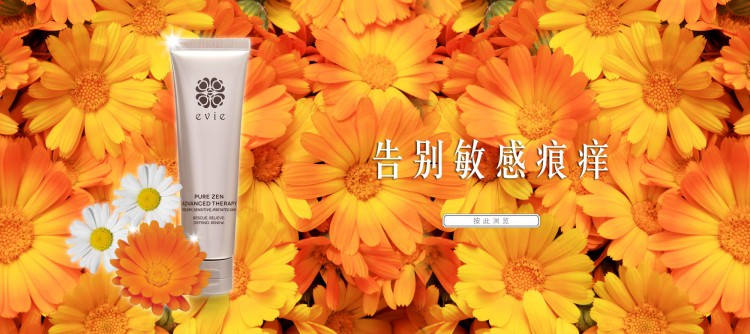 evie
PURE ZEN
ADVANCED THERAPY
RESCUE. RELIEVE.
DEFEND. RENEW.
告别敏感痕痒
按此浏览